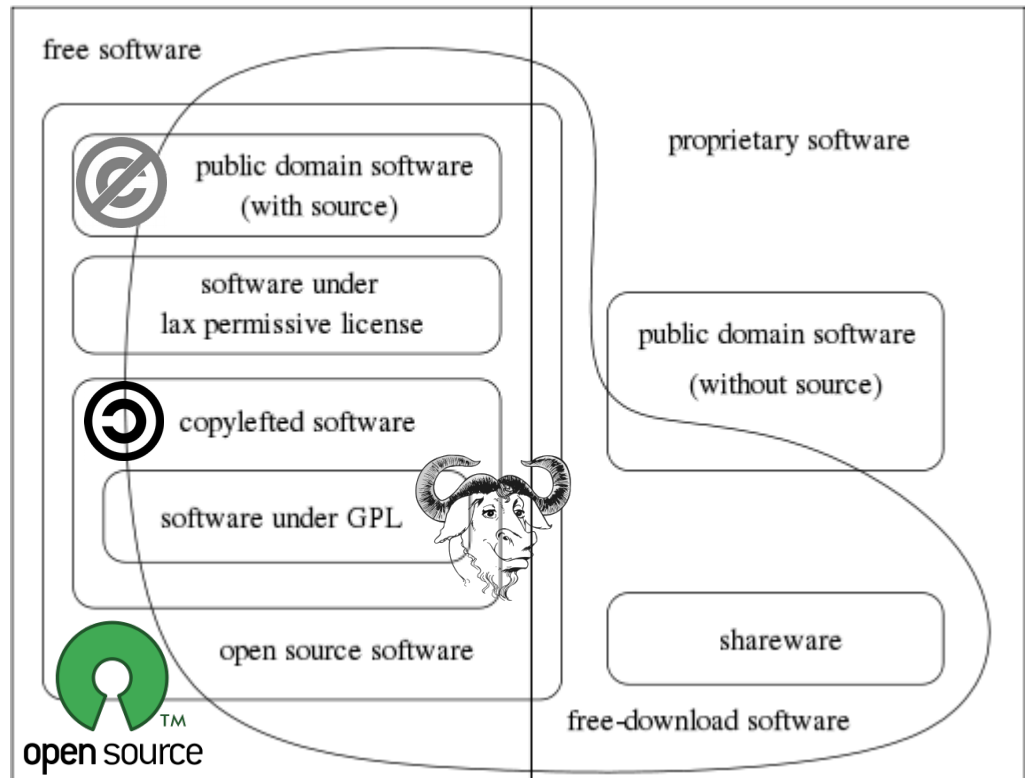 free software
proprietary software
public domain software
(with source)
software under
lax permissive license
public domain software
(without source)
copylefted software
software under GPL
open source software
shareware
free-download software
TM
open source